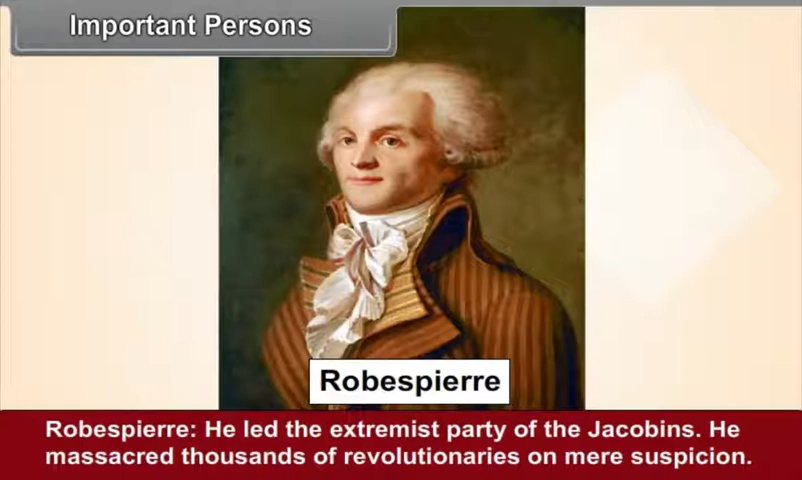 Important Persons
Robespierre
Robespierre: He led the extremist party of the Jacobins. He
massacred thousands of revolutionaries on mere suspicion.